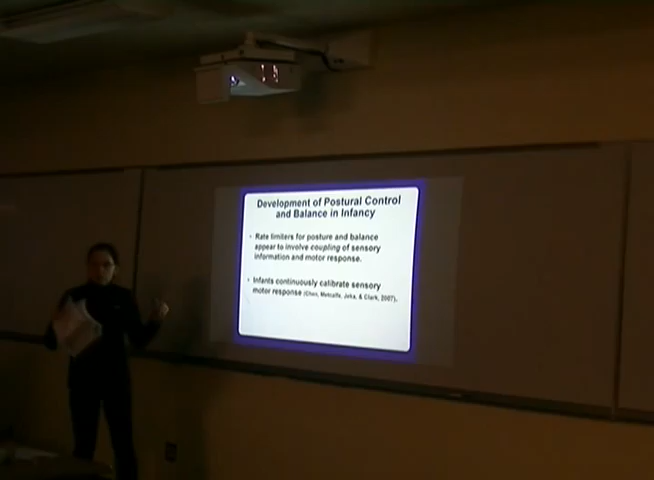 Development of Postural Control
and Balance in Infancy
• Rate limiters for posture and balance
appear to involve coupling of sensory
information and motor response.
• Infants continuously calibrate sensory
motor response (Chen, Metcalfe, Jeka, & Clark, 2007).